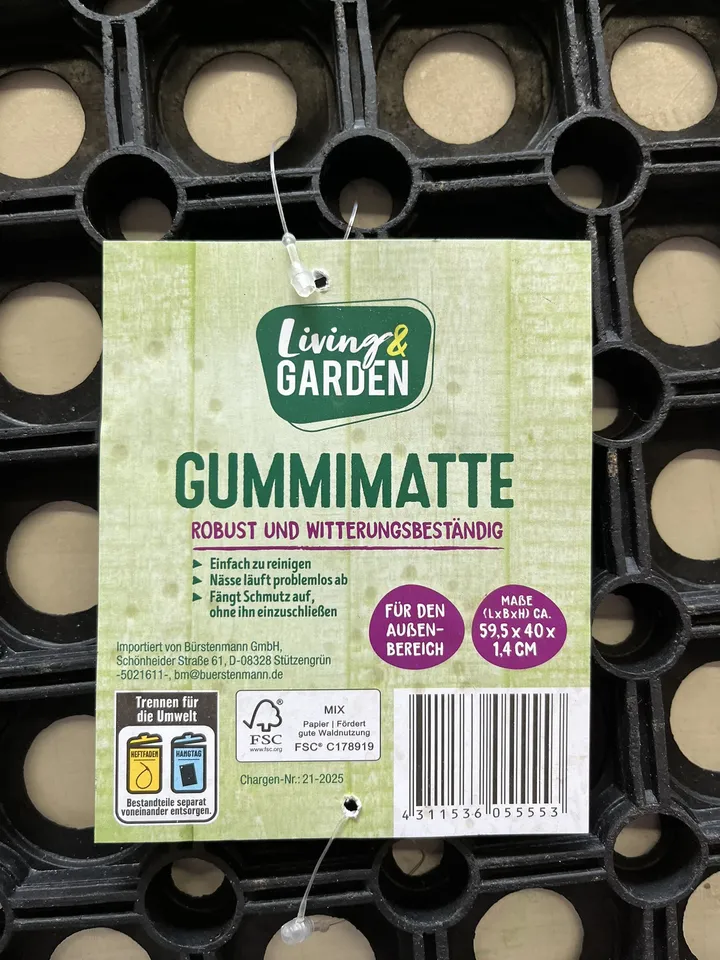 Living &
GARDEN
GUMMIMATTE
ROBUST UND WITTERUNGSBESTÄNDIG
Einfach zu reinigen
Nässe läuft problemlos ab
Fängt Schmutz auf,
ohne ihn einzuschließen
FÜR DEN
AUßEN-
BEREICH
MAßE
(LxBxH) CA.
59,5 x 40 x
1,4 CM
Importiert von Bürstenmann GmbH,
Schönheider Straße 61, D-08328 Stützengrün
-5021611-, bm@buerstenmann.de
Trennen für
die Umwelt
HEFTFADEN
HANGTAG
Bestandteile separat
voneinander entsorgen.
FSC
www.fsc.org
MIX
Papier | Fördert
gute Waldnutzung
FSC® C178919
Chargen-Nr.: 21-2025
4 311536 055553